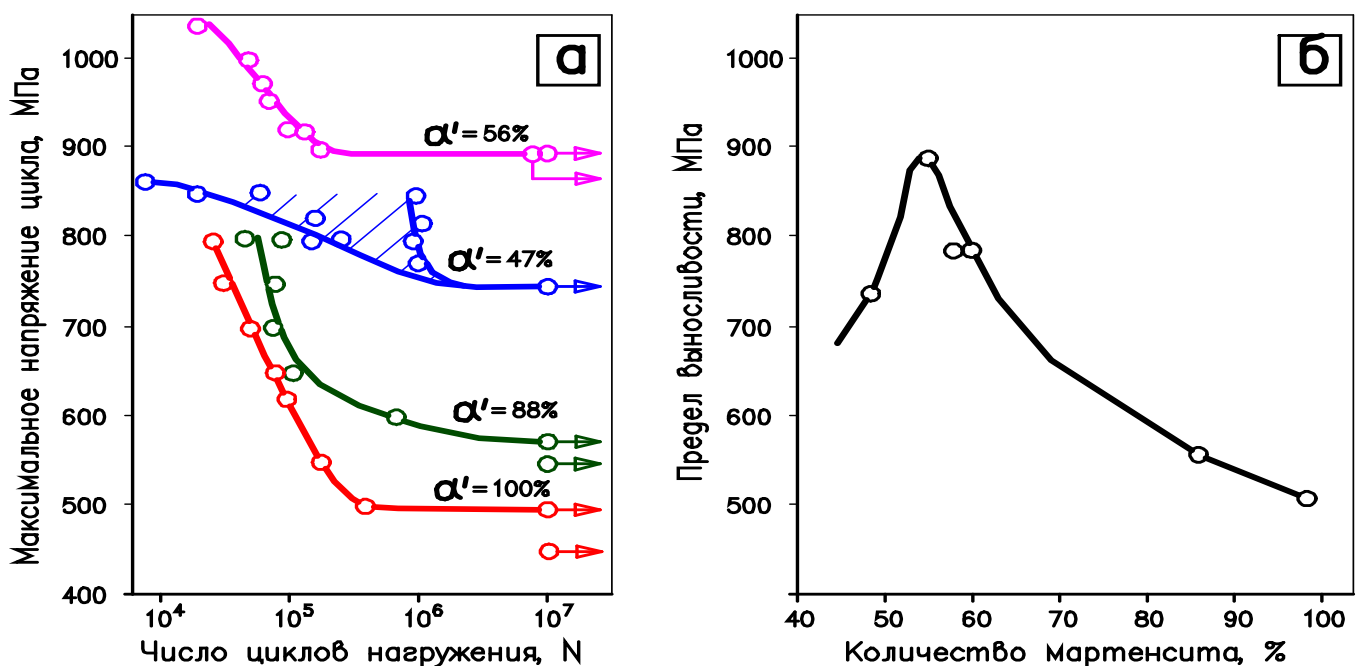 Максимальное напряжение цикла, МПа
1000
900
800
700
600
500
400
а
α' = 56%
α' = 47%
α' = 88%
α' = 100%
10⁴ 10⁵ 10⁶ 10⁷
Число циклов нагружения, N
Предел выносливости, МПа
1000
900
800
700
600
500
б
40 50 60 70 80 90 100
Количество мартенсита, %